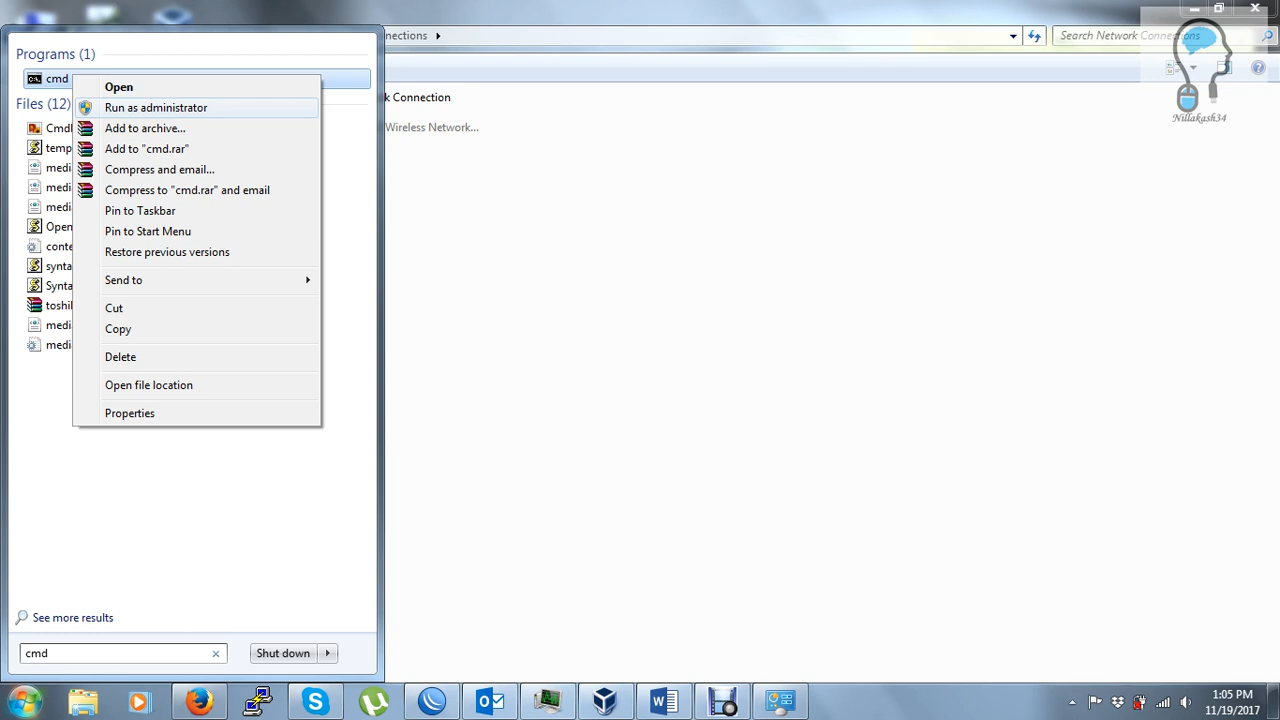 Programs (1)
cmd
Files (12)
Cmdl
temp
medi
medi
medi
Open
conte
synta
Synta
toshil
medi
medi
Open
Run as administrator
Add to archive...
Add to "cmd.rar"
Compress and email...
Compress to "cmd.rar" and email
Pin to Taskbar
Pin to Start Menu
Restore previous versions
Send to
Cut
Copy
Delete
Open file location
Properties
See more results
cmd
Shut down
nections
Search Network Connections
k Connection
Wireless Network...
Nillakash34
1:05 PM
11/19/2017